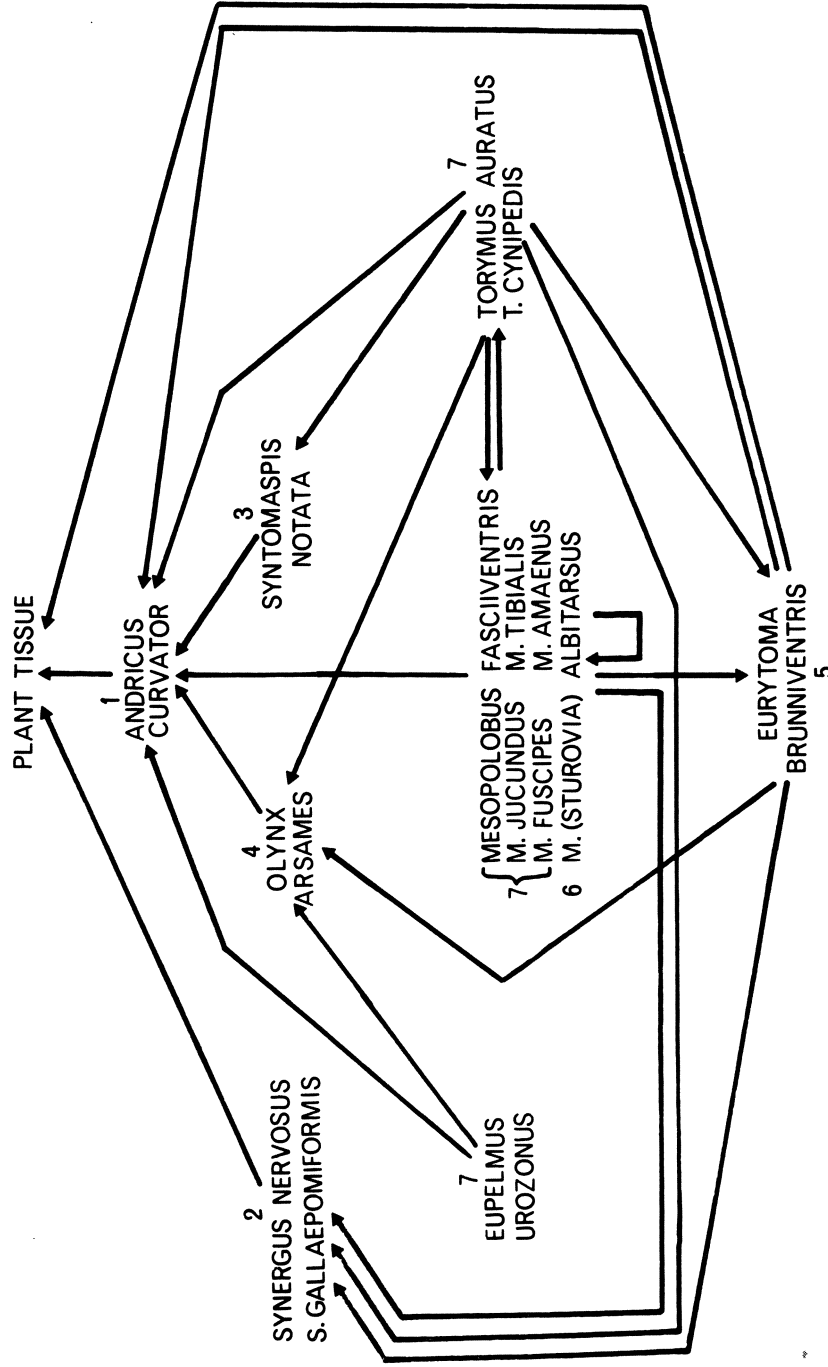 PLANT TISSUE
1
ANDRICUS
CURVATOR
2
SYNERGUS NERVOSUS
S. GALLAEPOMIFORMIS
4
OLYNX
ARSAMES
3
SYNTOMASPIS
NOTATA
7
EUPELMUS
UROZONUS
7
MESOPOLOBUS FASCIIVENTRIS
M. JUCUNDUS M. TIBIALIS
M. FUSCIPES M. AMAENUS
6 M. (STUROVIA) ALBITARSUS
7
TORYMUS AURATUS
T. CYNIPEDIS
EURYTOMA
BRUNNIVENTRIS
5